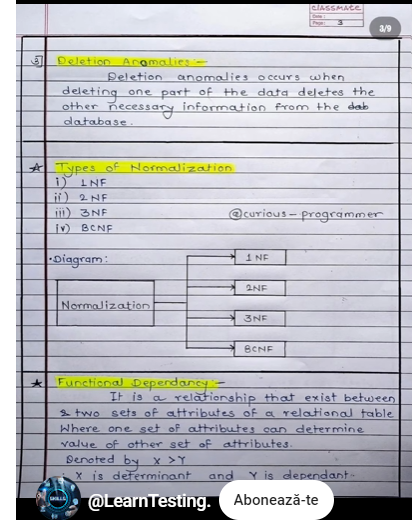 classmate
Date :
Page : 3
3/9
3] Deletion Anomalies :-
Deletion anomalies occurs when
deleting one part of the data deletes the
other necessary information from the dab
database.
☆ Types of Normalization
i) 1NF
ii) 2NF
iii) 3NF @curious-programmer
iv) BCNF
•Diagram:
1NF
2NF
Normalization
3NF
BCNF
★ Functional Dependancy :-
It is a relationship that exist between
2 two sets of attributes of a relational table
Where one set of attributes can determine
value of other set of attributes.
Denoted by X >Y
: X is determinant and Y is dependant.
SKILLS
@LearnTesting.
Abonează-te